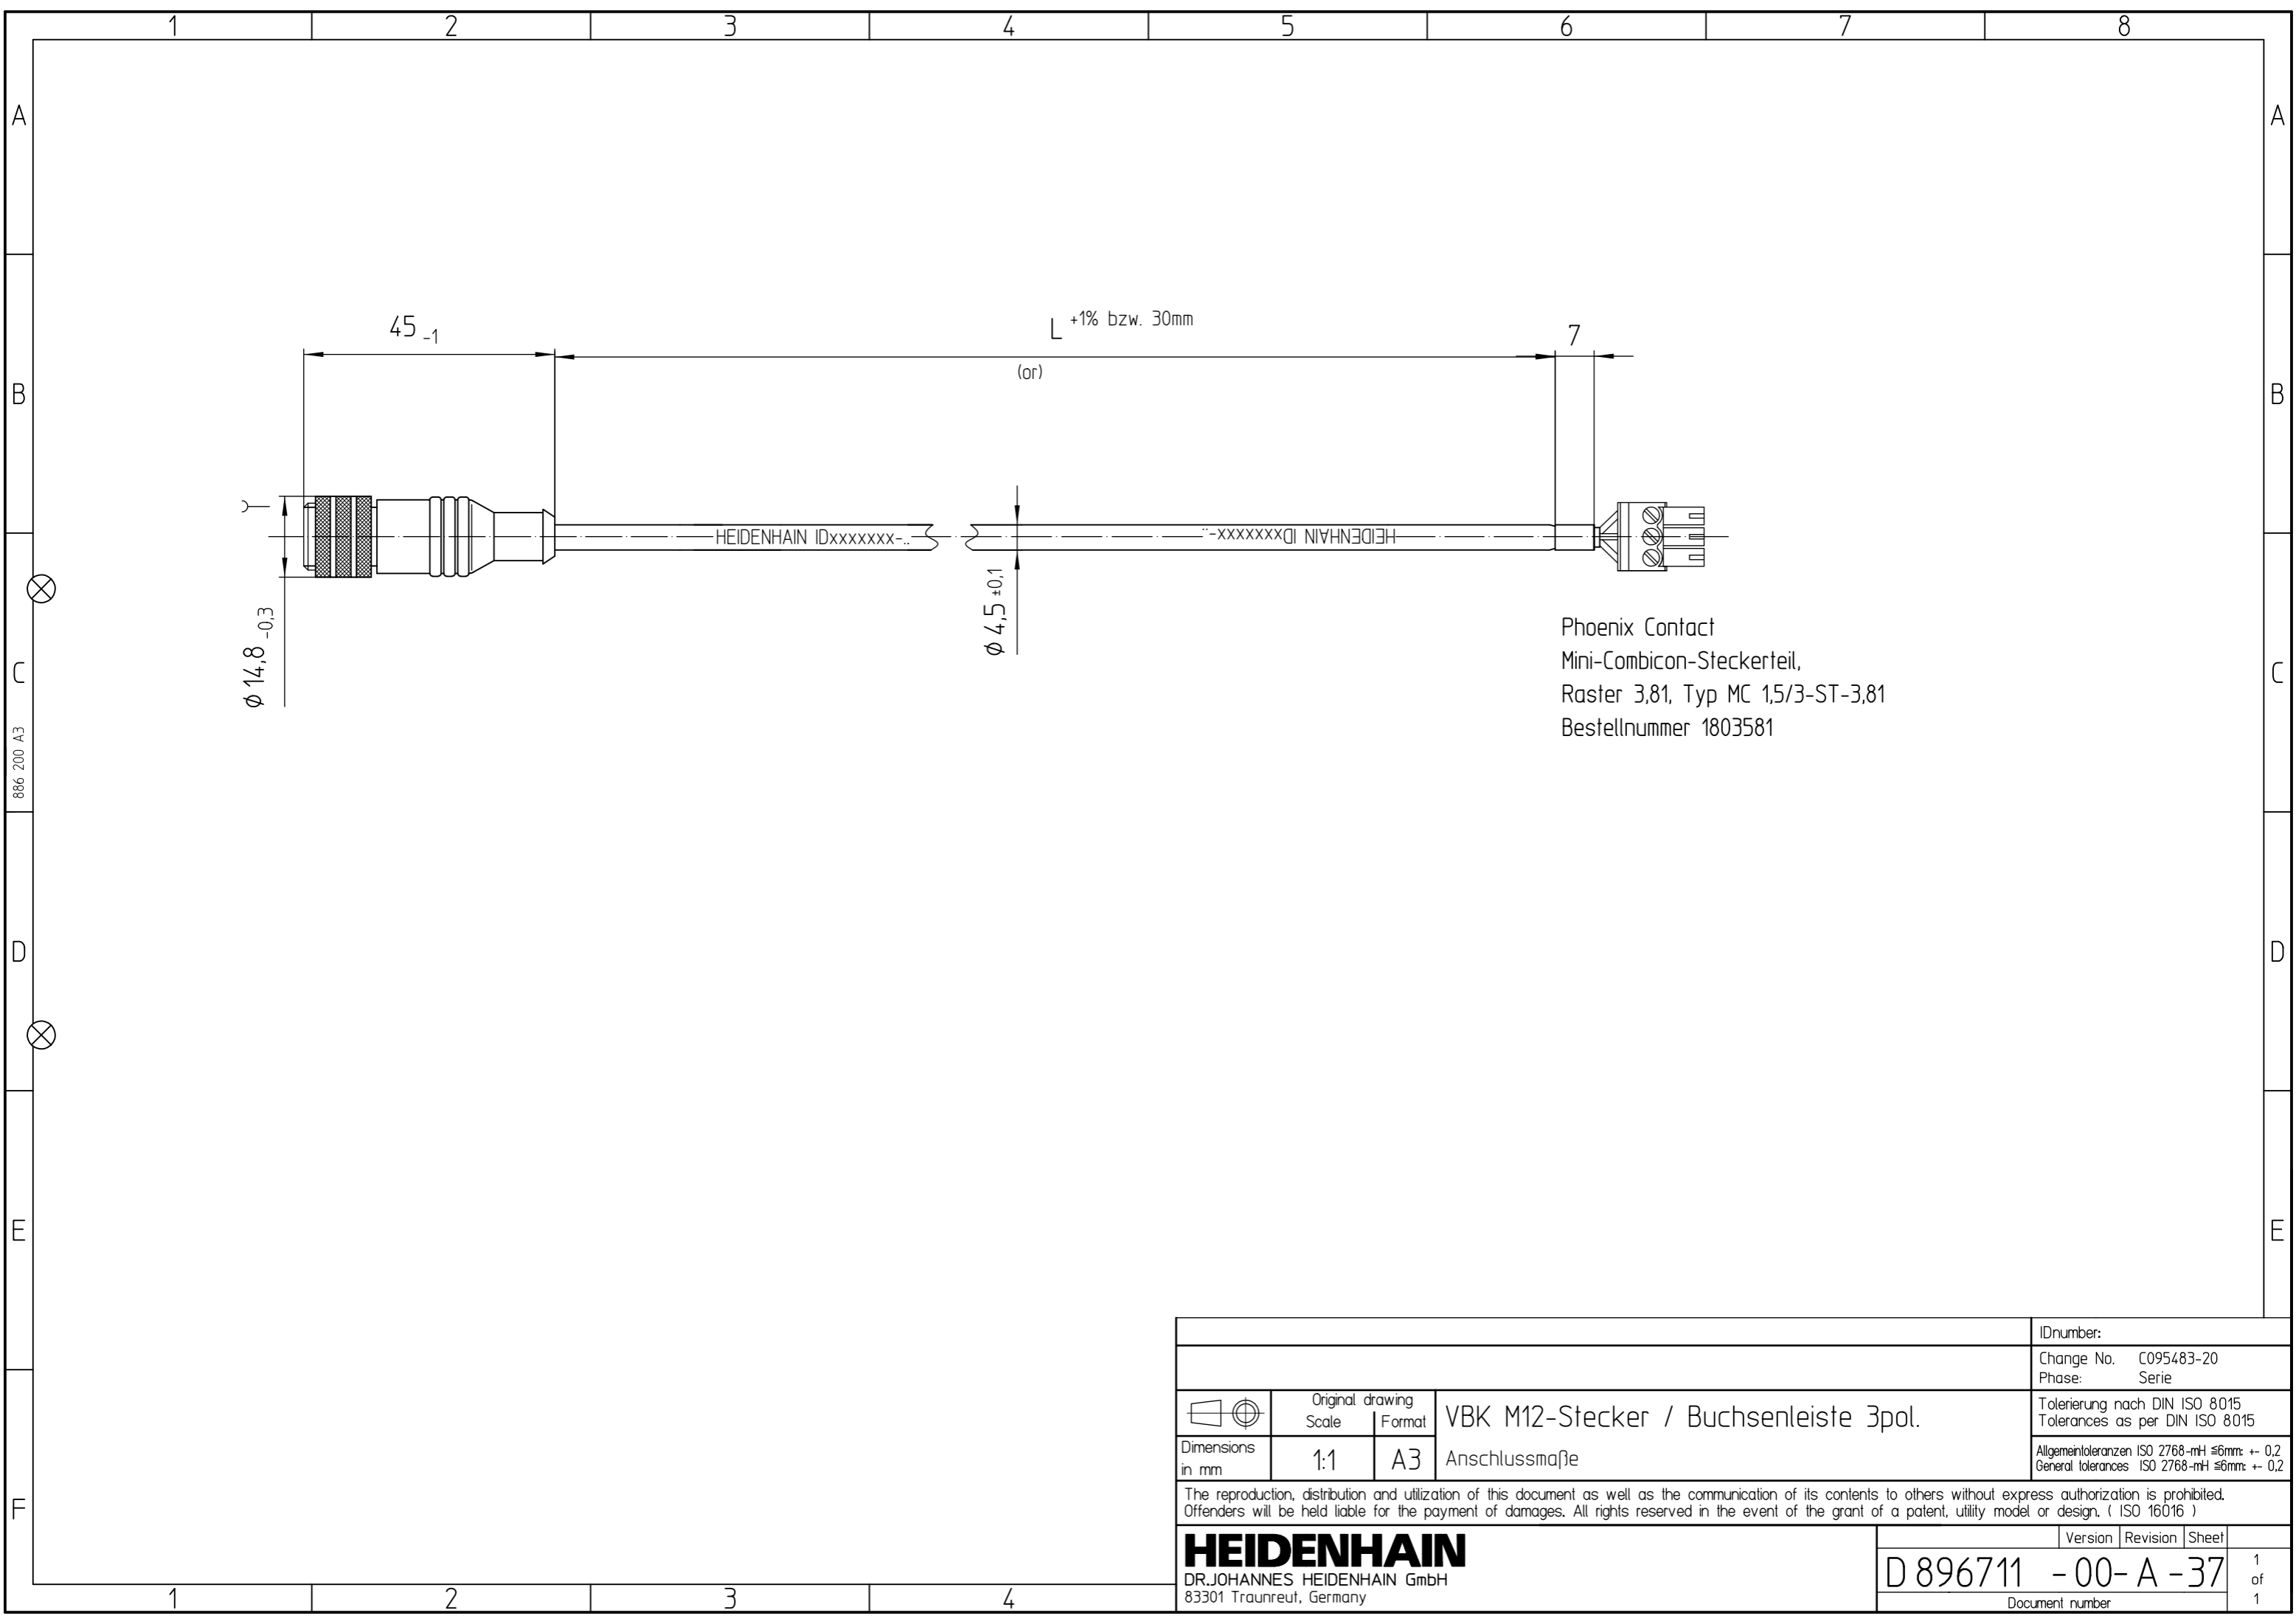 1 2 3 4 5 6 7 8
A A
45 -1
L +1% bzw. 30mm
(or)
7
B B
Y
HEIDENHAIN IDxxxxxxx-..
HEIDENHAIN IDxxxxxxx-..
ϕ 14,8 -0,3
ϕ 4,5 ±0,1
Phoenix Contact
Mini-Combicon-Steckerteil,
Raster 3,81, Typ MC 1,5/3-ST-3,81
Bestellnummer 1803581
C C
886 200 A3
D D
E E
F
IDnumber:
Change No. C095483-20
Phase: Serie
Original drawing
Scale Format
VBK M12-Stecker / Buchsenleiste 3pol.
Tolerierung nach DIN ISO 8015
Tolerances as per DIN ISO 8015
Dimensions
in mm
1:1 A3 Anschlussmaße
Allgemeintoleranzen ISO 2768-mH ≤6mm: +- 0,2
General tolerances ISO 2768-mH ≤6mm: +- 0,2
The reproduction, distribution and utilization of this document as well as the communication of its contents to others without express authorization is prohibited.
Offenders will be held liable for the payment of damages. All rights reserved in the event of the grant of a patent, utility model or design. ( ISO 16016 )
HEIDENHAIN
DR.JOHANNES HEIDENHAIN GmbH
83301 Traunreut, Germany
Version Revision Sheet
D 896711 - 00 - A - 37
1
of
1
Document number
1 2 3 4